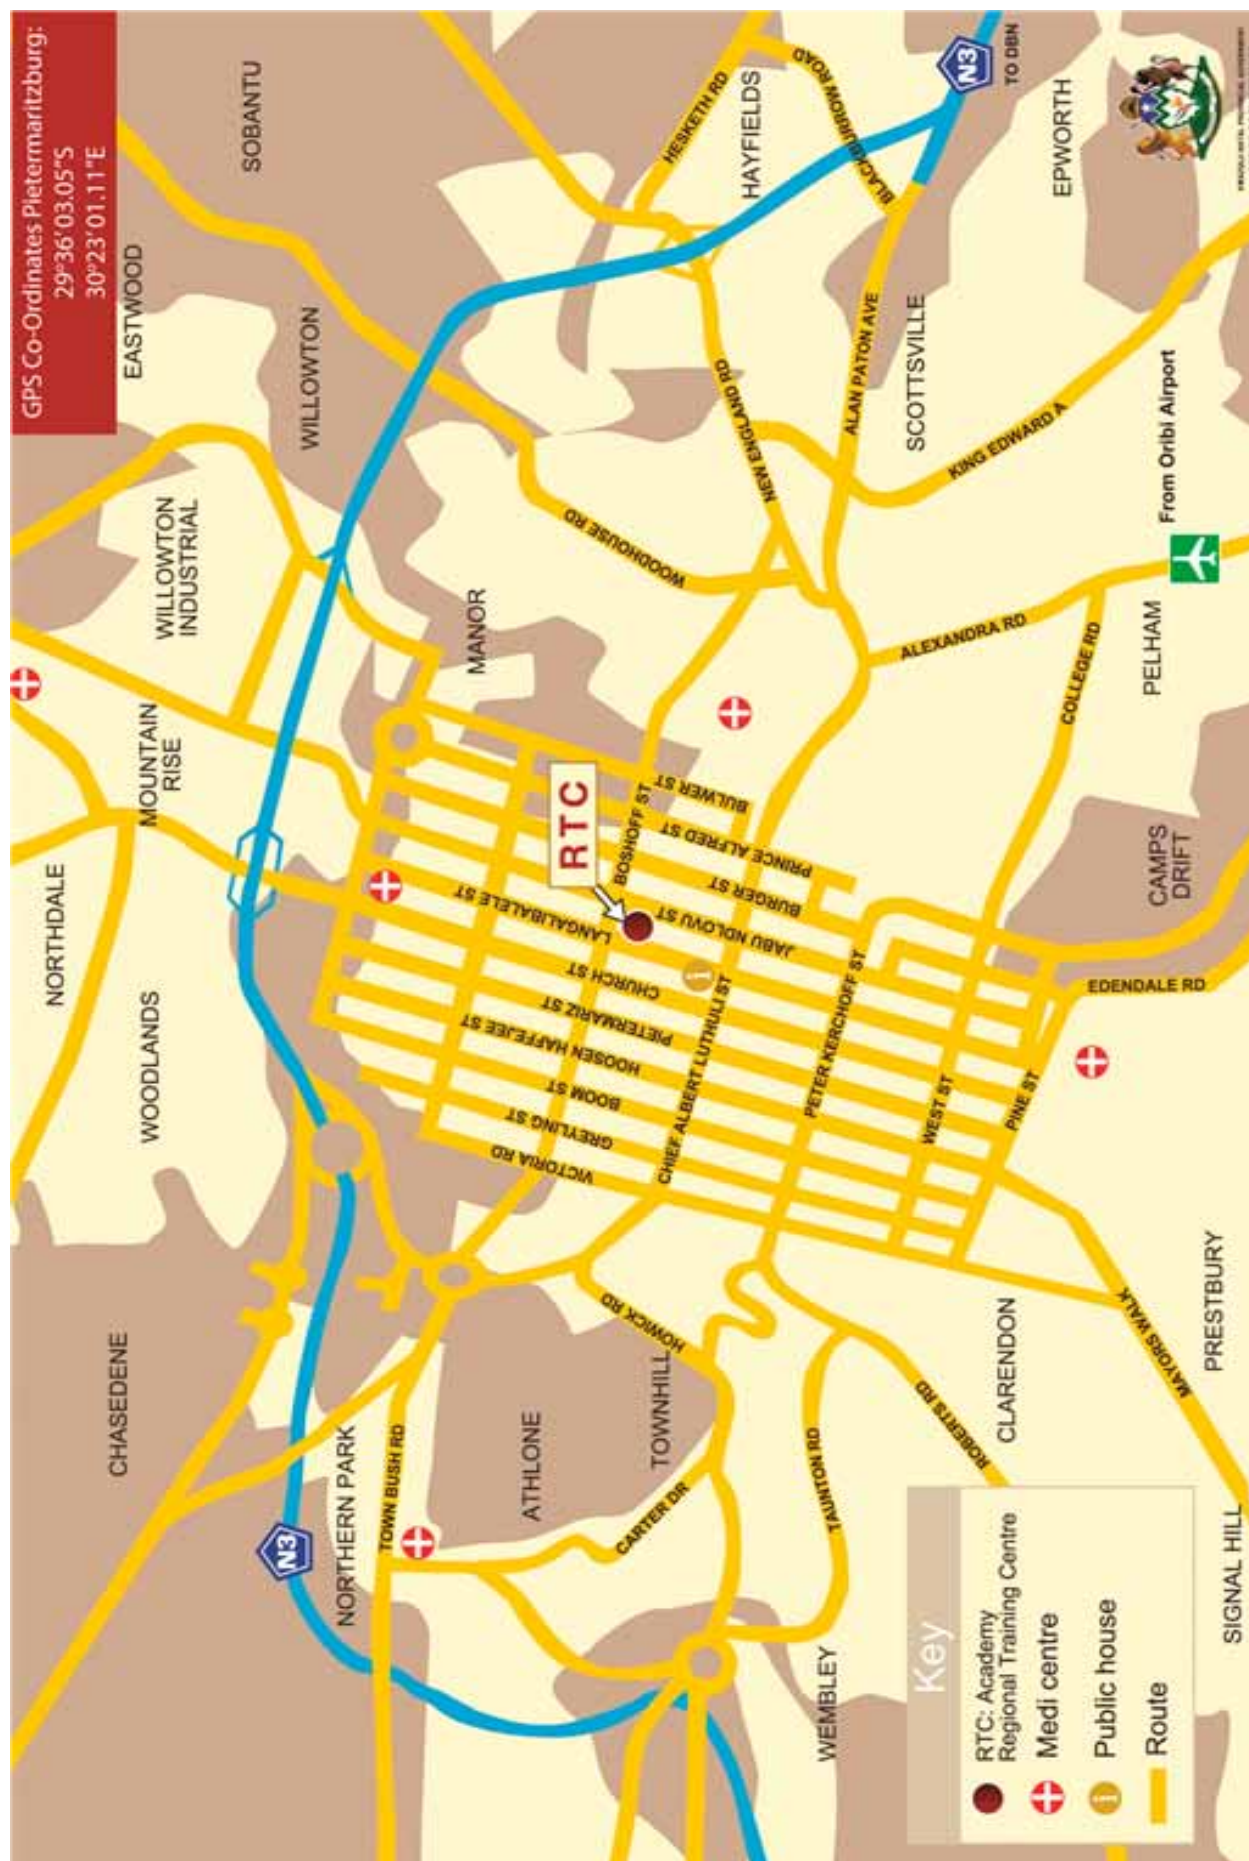 GPS Co-Ordinates Pietermaritzburg:
29°36'03.05"S
30°23'01.11"E
CHASEDENE
WOODLANDS
NORTHDALE
MOUNTAIN
RISE
WILLOWTON
INDUSTRIAL
EASTWOOD
SOBANTU
WILLOWTON
N3
NORTHERN PARK
TOWN BUSH RD
ATHLONE
MANOR
TOWNHILL
HOWICK RD
CARTER DR
TAUNTON RD
WEMBLEY
ROBERTS RD
CLARENDON
MAYORS WALK
PRESTBURY
SIGNAL HILL
VICTORIA RD
GREYLING ST
BOOM ST
HOOSEN HAFFEJEE ST
PIETERMARIZ ST
CHURCH ST
LANGALIBALELE ST
JABU NDLOVU ST
BURGER ST
PRINCE ALFRED ST
BULWER ST
BOSHOFF ST
RTC
CHIEF ALBERT LUTHULI ST
PETER KERCHOFF ST
WEST ST
PINE ST
EDENDALE RD
CAMPS
DRIFT
COLLEGE RD
PELHAM
ALEXANDRA RD
WOODHOUSE RD
NEW ENGLAND RD
ALAN PATON AVE
KING EDWARD A
SCOTTSVILLE
HESKETH RD
HAYFIELDS
BLACKBURROW ROAD
N3
TO DBN
EPWORTH
From Oribi Airport
Key
RTC: Academy
Regional Training Centre
Medi centre
Public house
Route